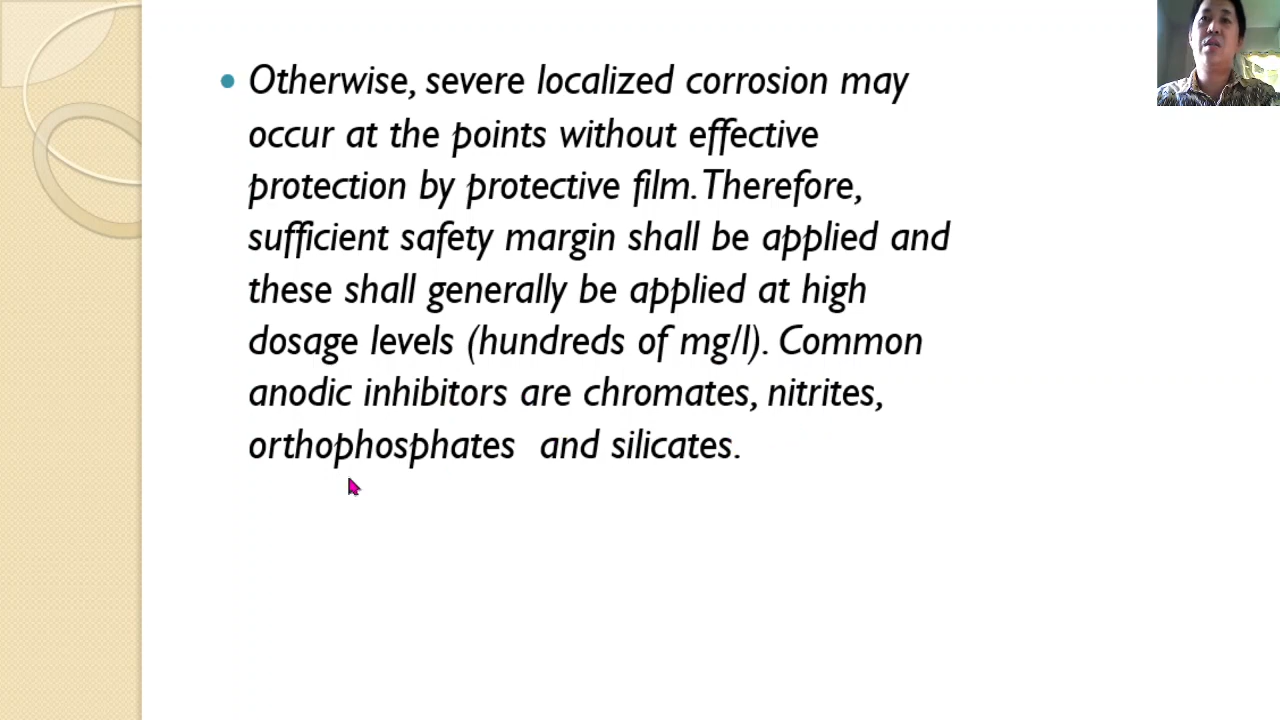 Otherwise, severe localized corrosion may
occur at the points without effective
protection by protective film. Therefore,
sufficient safety margin shall be applied and
these shall generally be applied at high
dosage levels (hundreds of mg/l). Common
anodic inhibitors are chromates, nitrites,
orthophosphates and silicates.